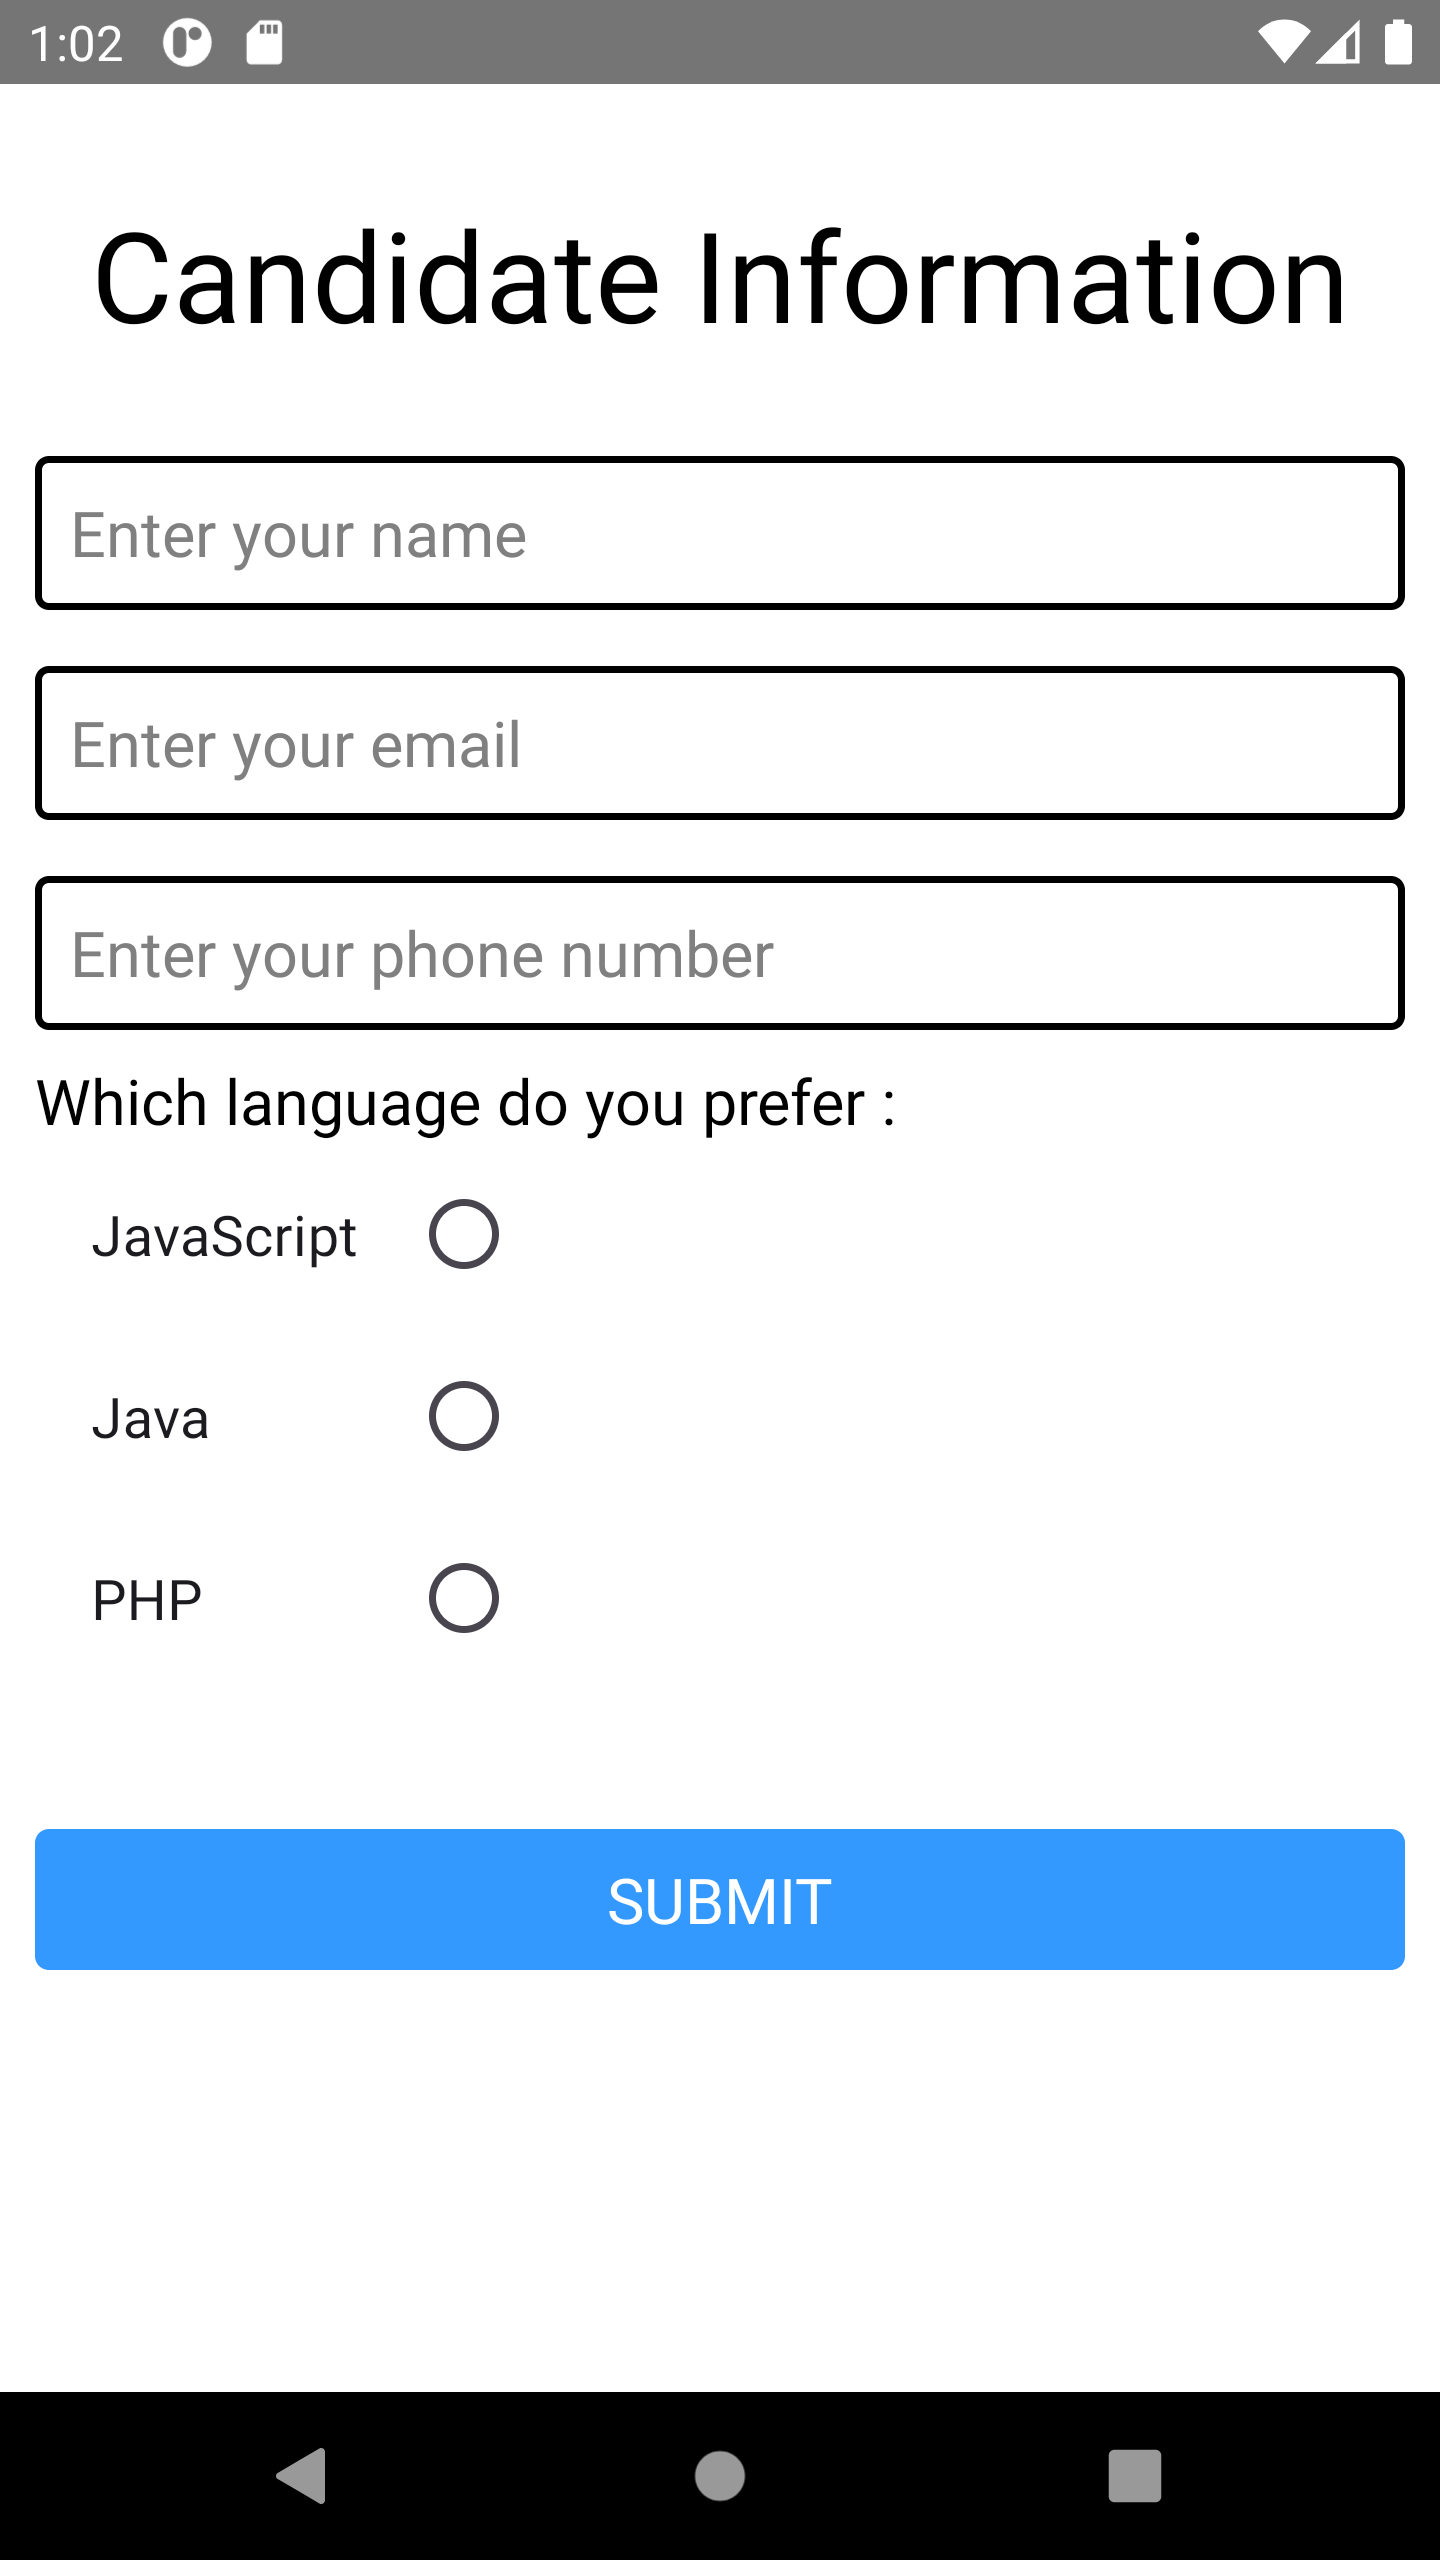 1:02
Candidate Information
Enter your name
Enter your email
Enter your phone number
Which language do you prefer :
JavaScript
Java
PHP
SUBMIT